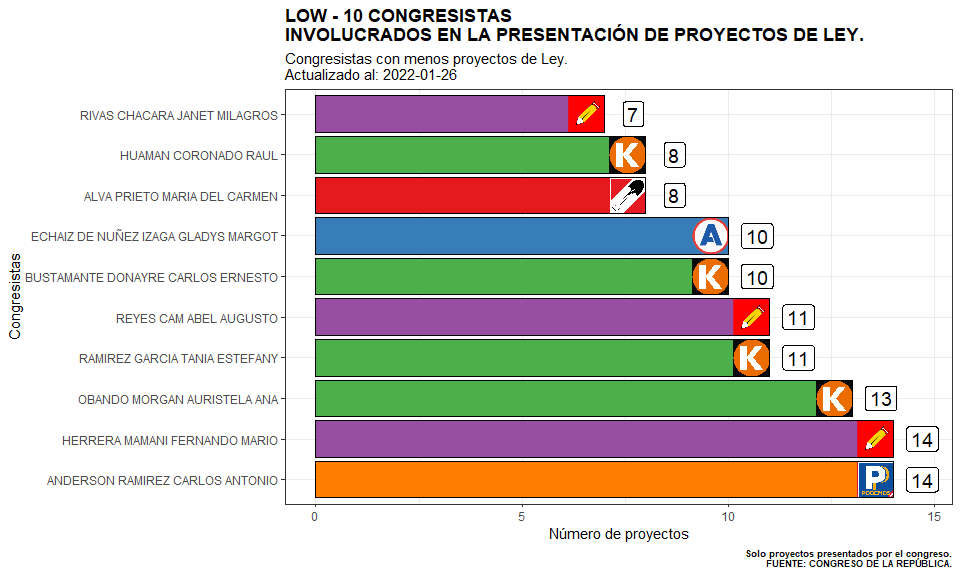 LOW - 10 CONGRESISTAS
INVOLUCRADOS EN LA PRESENTACIÓN DE PROYECTOS DE LEY.
Congresistas con menos proyectos de Ley.
Actualizado al: 2022-01-26
Congresistas
RIVAS CHACARA JANET MILAGROS 7
HUAMAN CORONADO RAUL K 8
ALVA PRIETO MARIA DEL CARMEN 8
ECHAIZ DE NUÑEZ IZAGA GLADYS MARGOT A 10
BUSTAMANTE DONAYRE CARLOS ERNESTO K 10
REYES CAM ABEL AUGUSTO 11
RAMIREZ GARCIA TANIA ESTEFANY K 11
OBANDO MORGAN AURISTELA ANA K 13
HERRERA MAMANI FERNANDO MARIO 14
ANDERSON RAMIREZ CARLOS ANTONIO P PODEMOS 14
0 5 10 15
Número de proyectos
Solo proyectos presentados por el congreso.
FUENTE: CONGRESO DE LA REPÚBLICA.